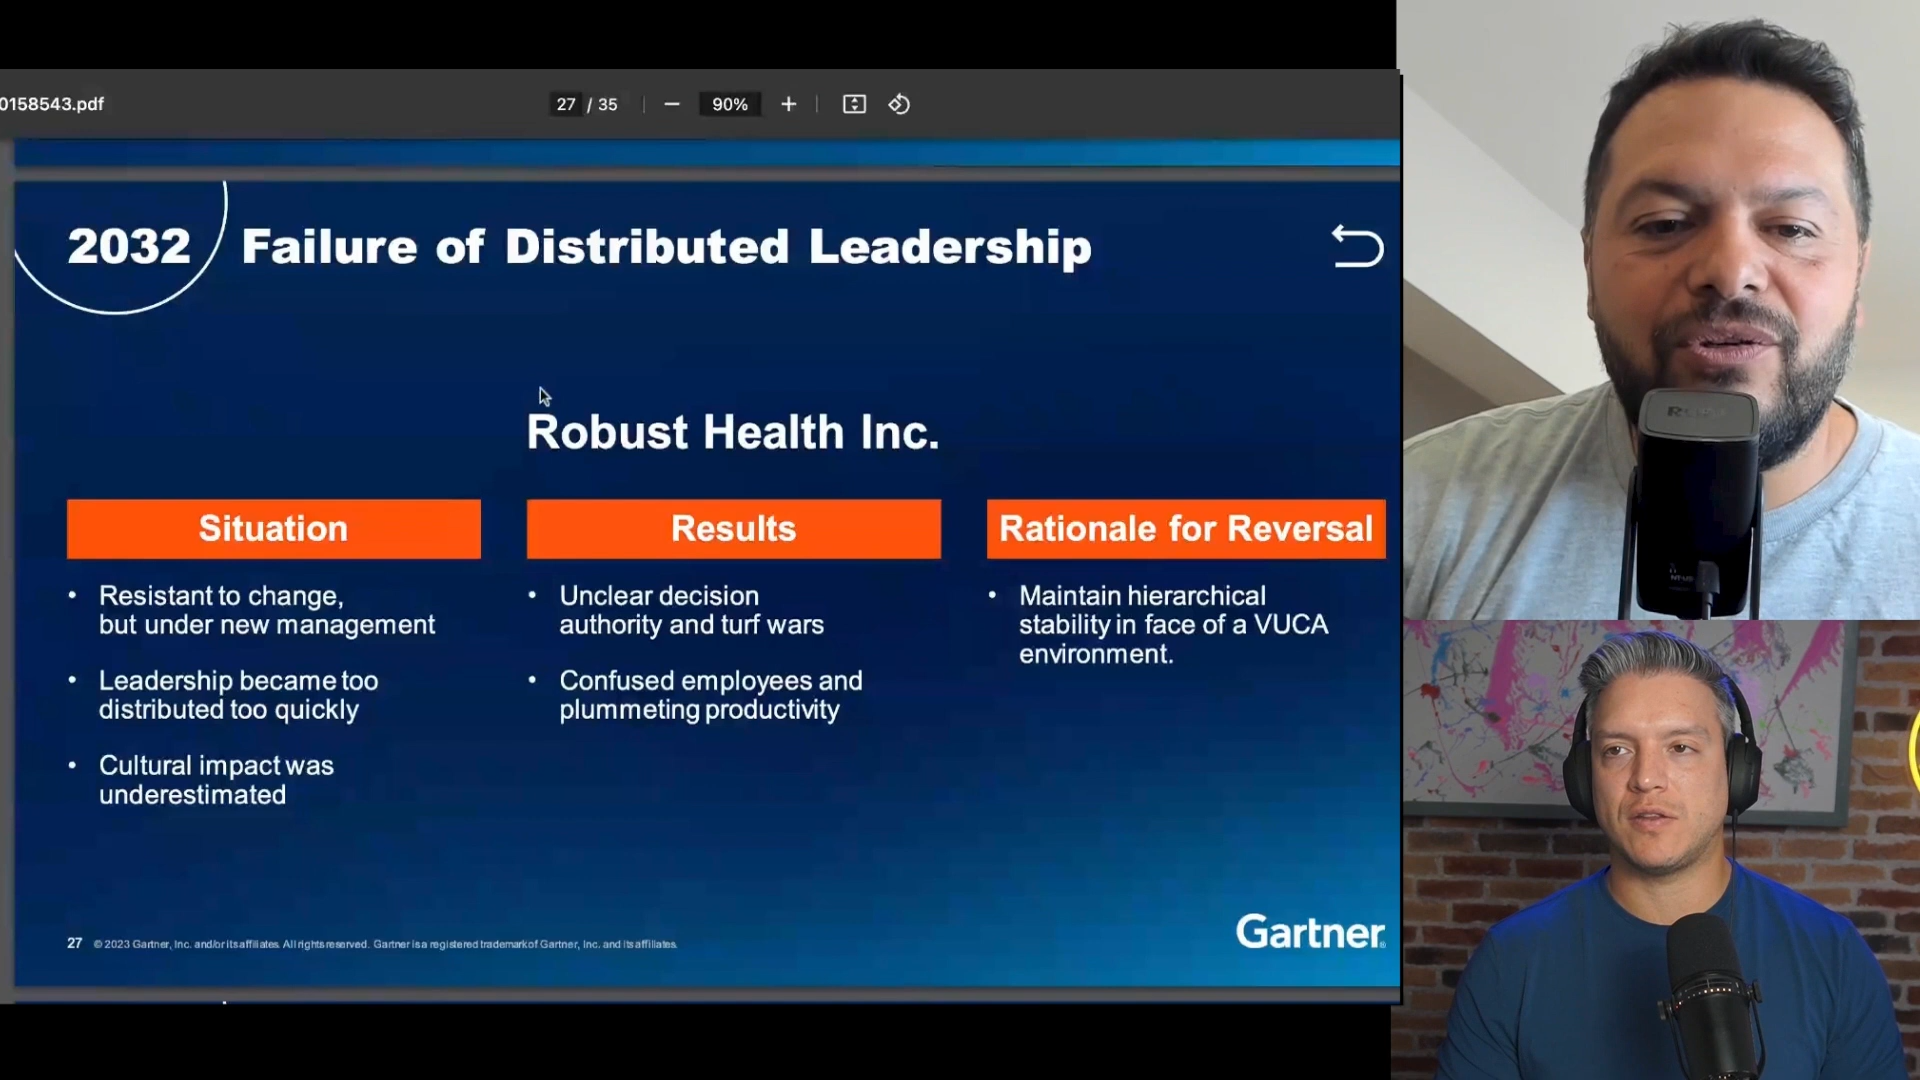 0158543.pdf
27 / 35
90%
2032 Failure of Distributed Leadership
Robust Health Inc.
Situation
• Resistant to change,
but under new management
• Leadership became too
distributed too quickly
• Cultural impact was
underestimated
Results
• Unclear decision
authority and turf wars
• Confused employees and
plummeting productivity
Rationale for Reversal
• Maintain hierarchical
stability in face of a VUCA
environment.
27 © 2023 Gartner, Inc. and/or its affiliates. All rights reserved. Gartner is a registered trademark of Gartner, Inc. and its affiliates.
Gartner®